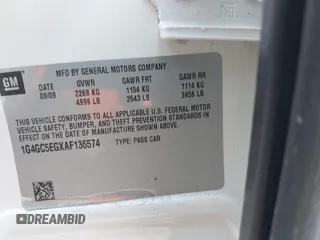 GM
MFD BY GENERAL MOTORS COMPANY
DATE GVWR GAWR FRT GAWR RR
09/09 2268 KG 1154 KG 1114 KG
4999 LB 2543 LB 2456 LB
THIS VEHICLE CONFORMS TO ALL APPLICABLE U.S. FEDERAL MOTOR
VEHICLE SAFETY, BUMPER, AND THEFT PREVENTION STANDARDS
IN EFFECT ON THE DATE OF MANUFACTURE SHOWN ABOVE.
1G4GC5EGXAF136574 TYPE: PASS CAR
© AUTOBIDMASTER